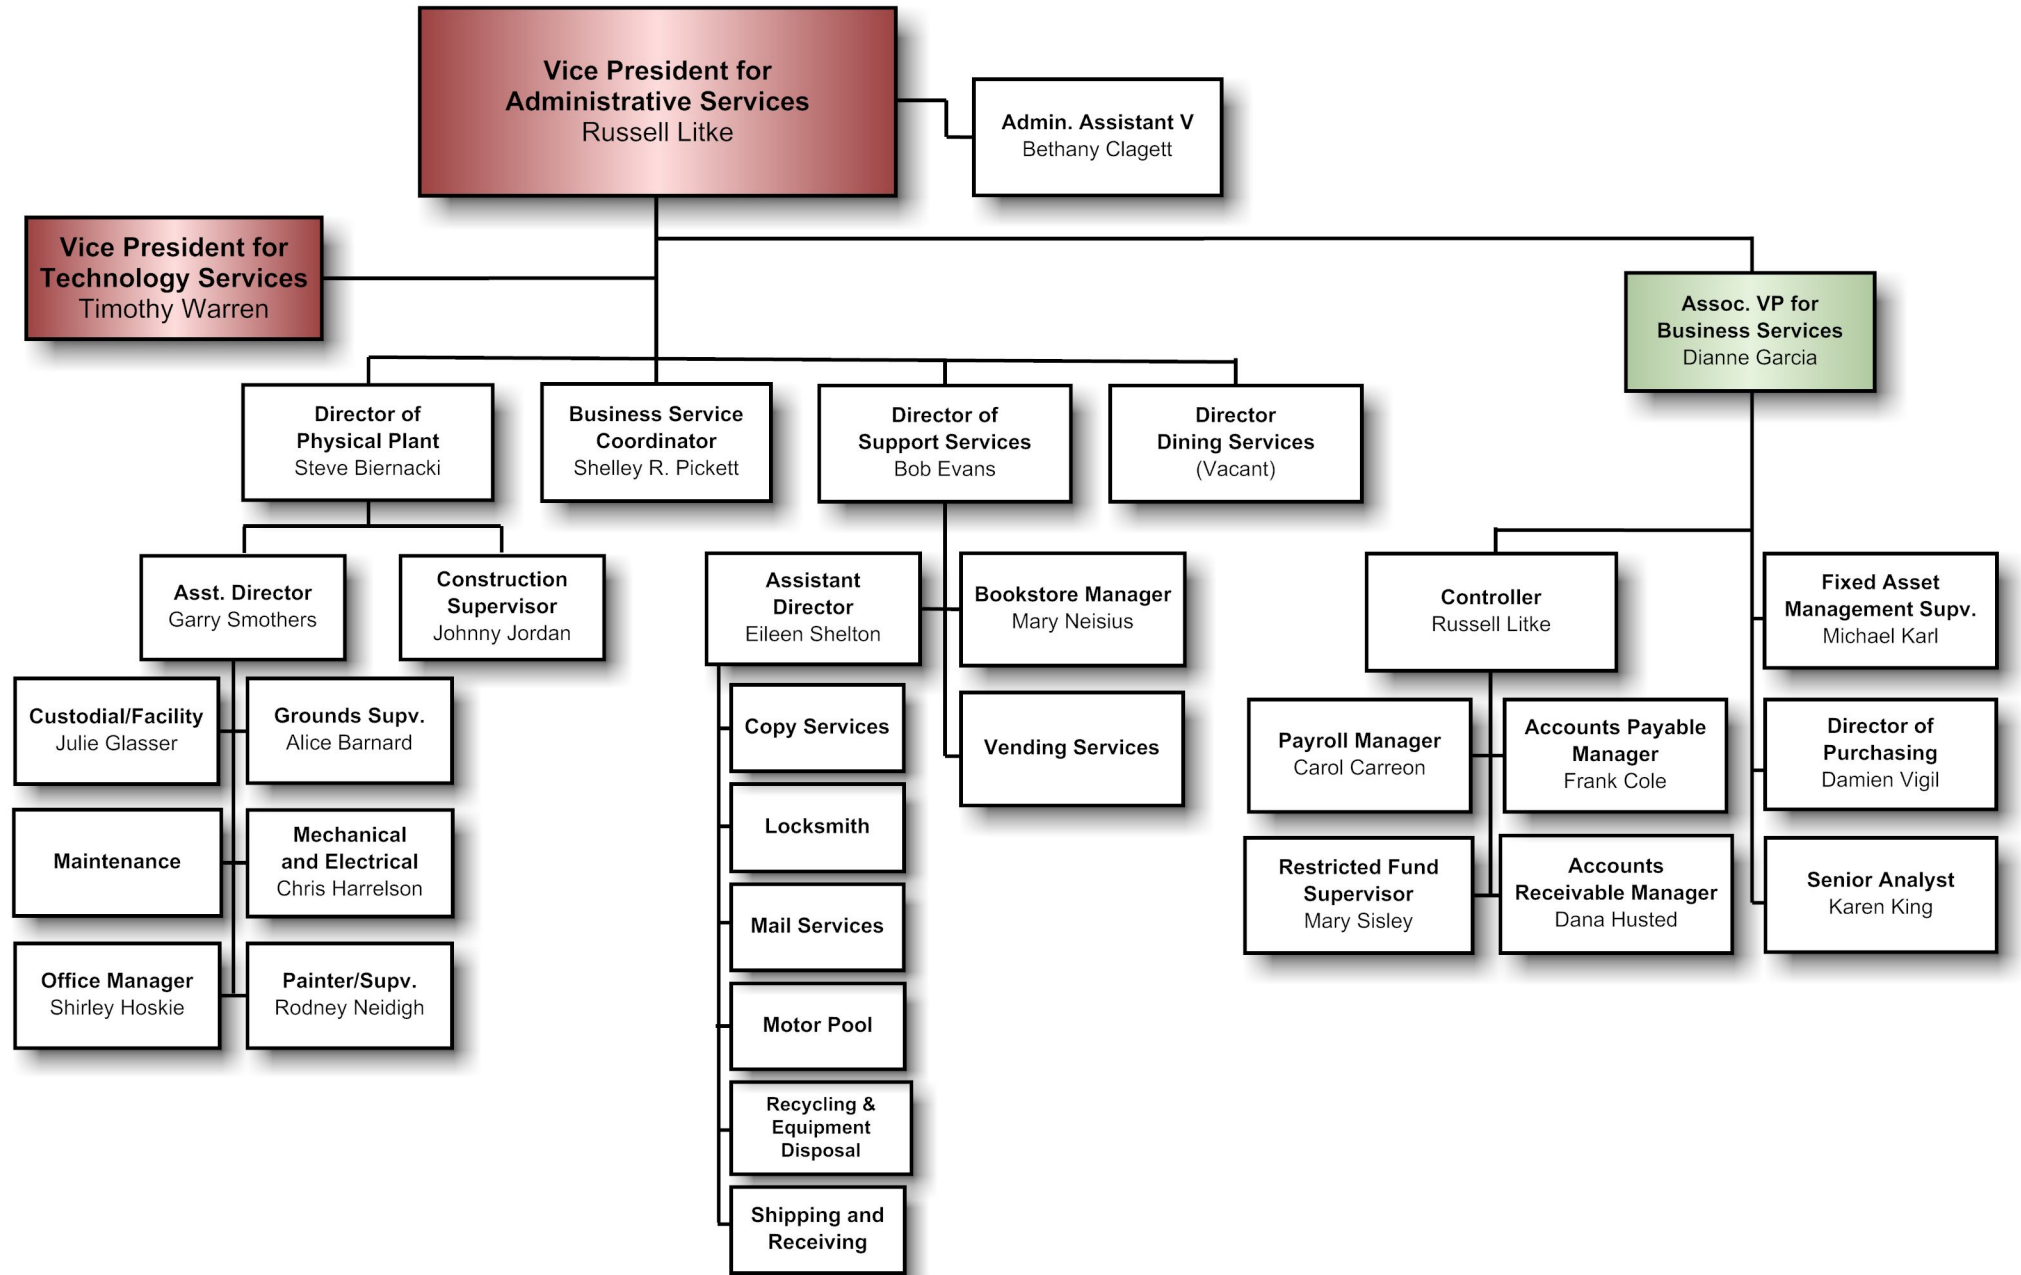 Vice President for
Administrative Services
Russell Litke
Admin. Assistant V
Bethany Clagett
Vice President for
Technology Services
Timothy Warren
Assoc. VP for
Business Services
Dianne Garcia
Director of
Physical Plant
Steve Biernacki
Business Service
Coordinator
Shelley R. Pickett
Director of
Support Services
Bob Evans
Director
Dining Services
(Vacant)
Asst. Director
Garry Smothers
Construction
Supervisor
Johnny Jordan
Assistant
Director
Eileen Shelton
Bookstore Manager
Mary Neisius
Controller
Russell Litke
Fixed Asset
Management Supv.
Michael Karl
Custodial/Facility
Julie Glasser
Grounds Supv.
Alice Barnard
Copy Services
Vending Services
Payroll Manager
Carol Carreon
Accounts Payable
Manager
Frank Cole
Director of
Purchasing
Damien Vigil
Maintenance
Mechanical
and Electrical
Chris Harrelson
Locksmith
Restricted Fund
Supervisor
Mary Sisley
Accounts
Receivable Manager
Dana Husted
Senior Analyst
Karen King
Office Manager
Shirley Hoskie
Painter/Supv.
Rodney Neidigh
Mail Services
Motor Pool
Recycling &
Equipment
Disposal
Shipping and
Receiving